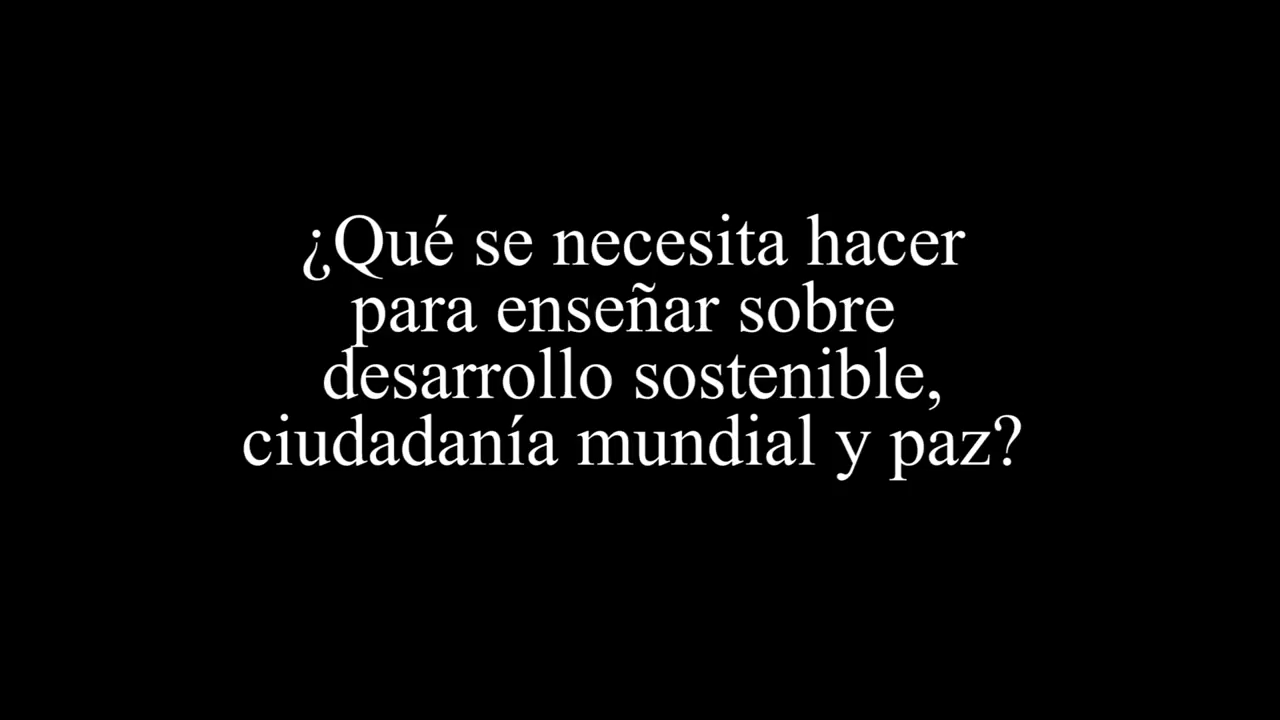 ¿Qué se necesita hacer
para enseñar sobre
desarrollo sostenible,
ciudadanía mundial y paz?